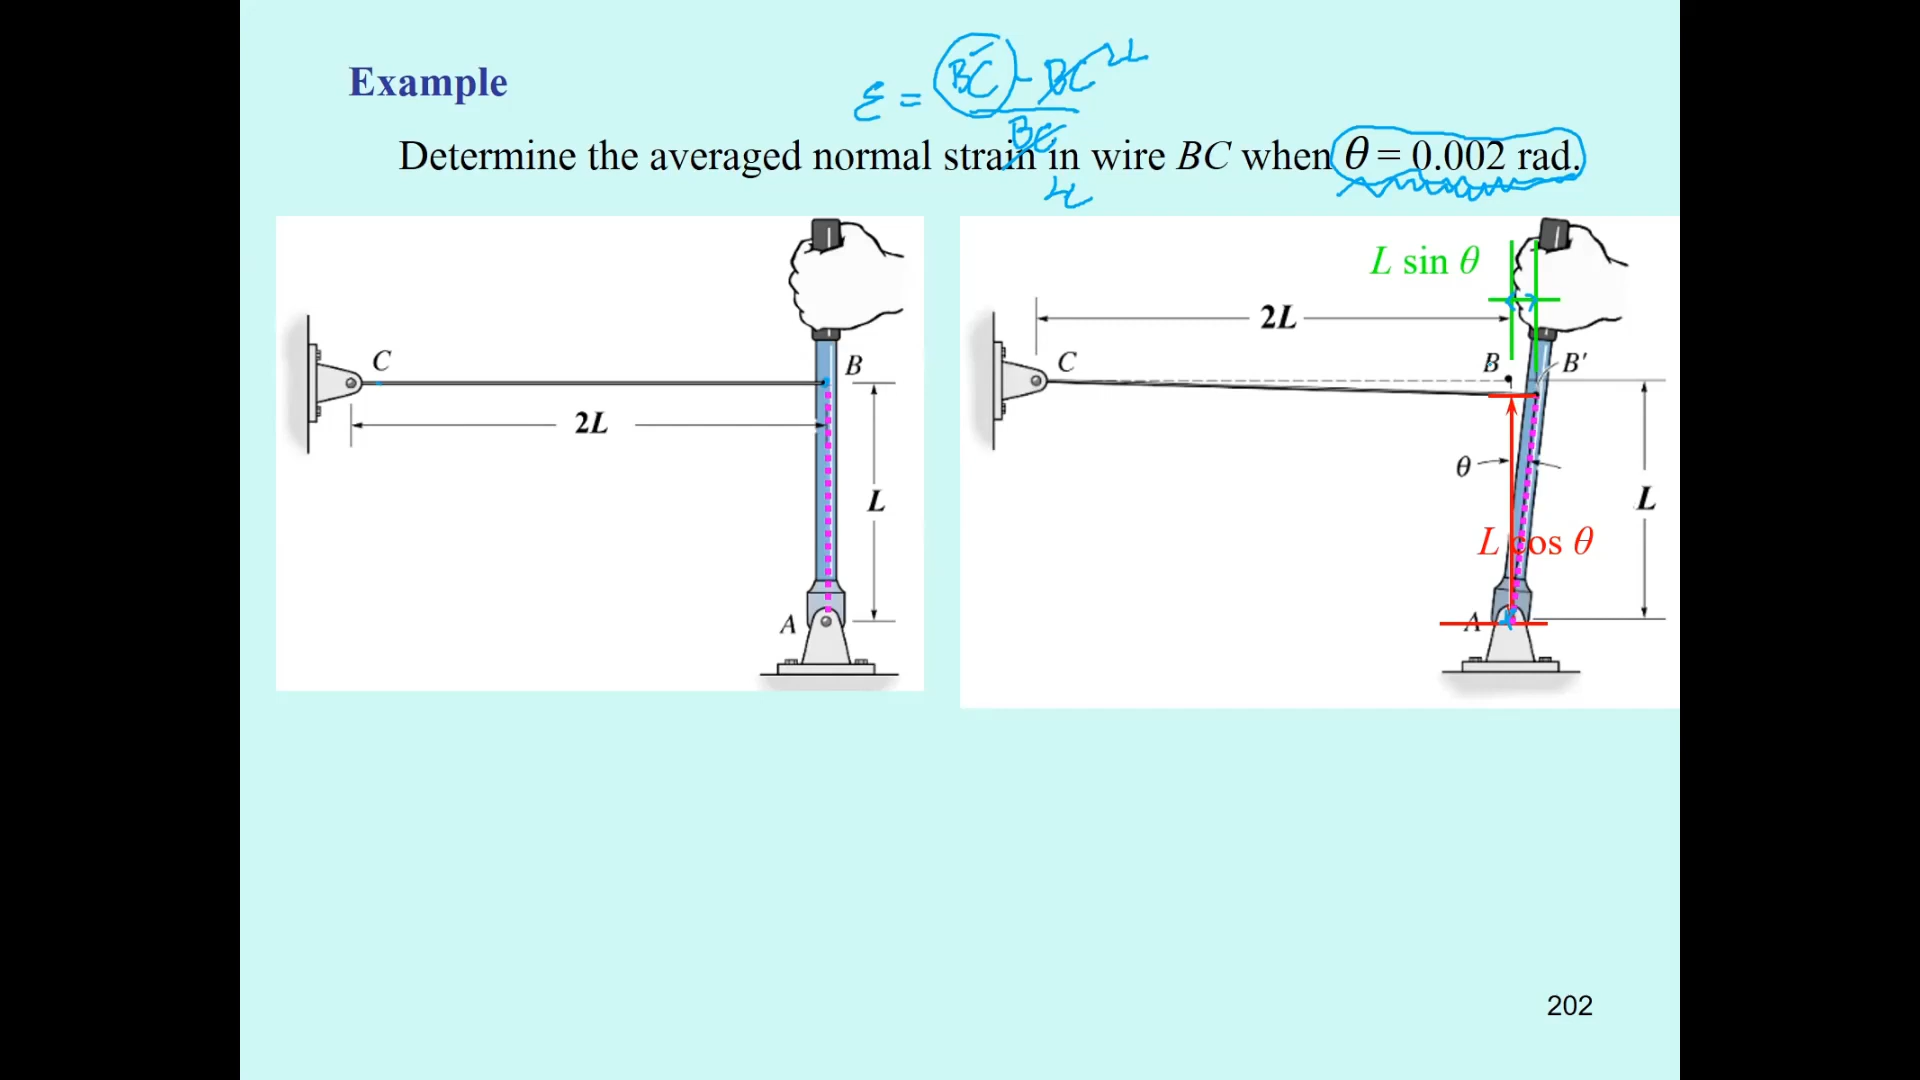 Example
ε = B̄C - BC 2L
BC
Determine the averaged normal strain in wire BC when θ = 0.002 rad.
C
B
2L
L
A
L sin θ
2L
C
B
B'
θ
L
L cos θ
A
202